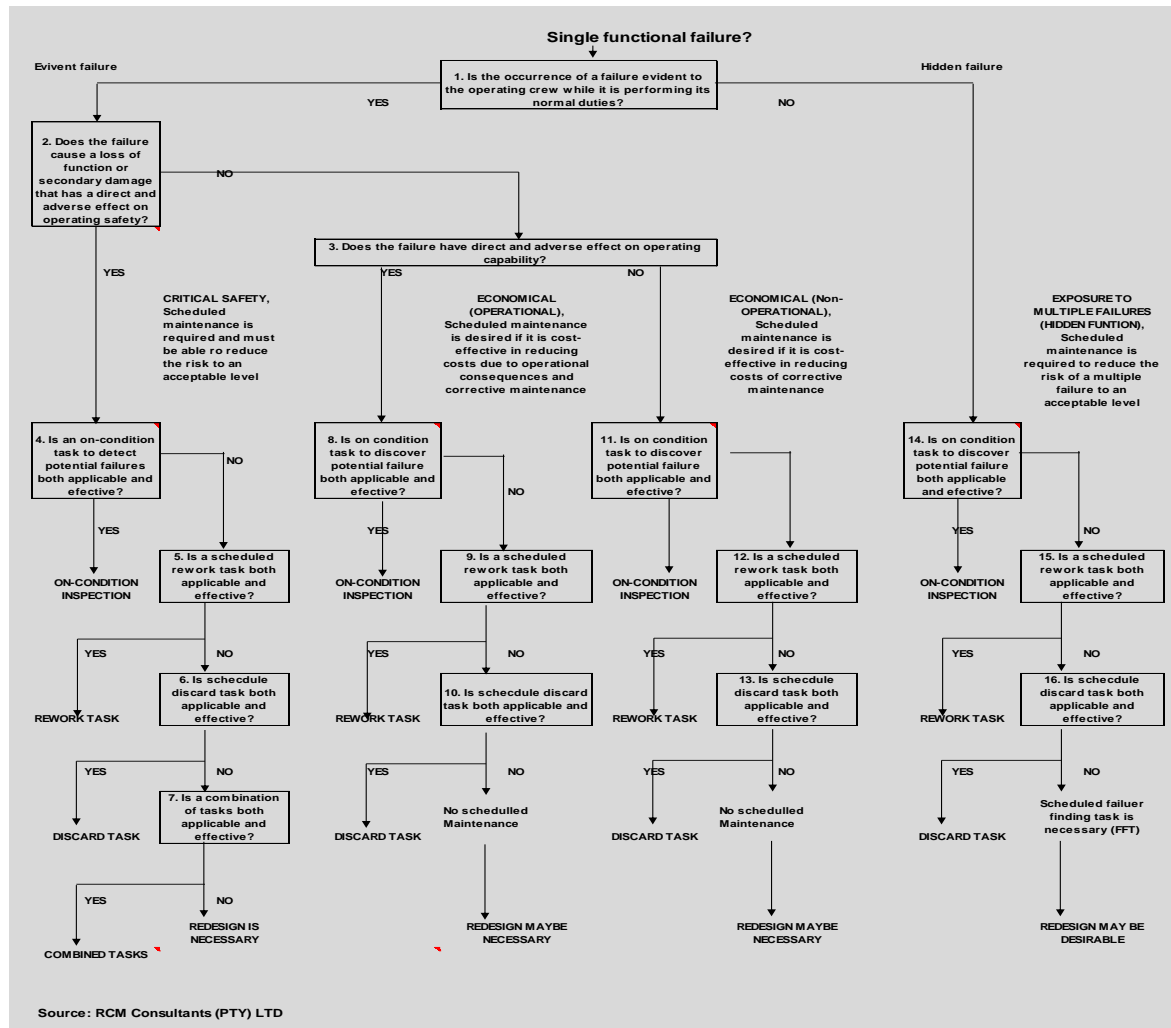 Single functional failure?
Evivent failure
Hidden failure
1. Is the occurrence of a failure evident to
the operating crew while it is performing its
normal duties?
YES
NO
2. Does the failure
cause a loss of
function or
secondary damage
that has a direct and
adverse effect on
operating safety?
NO
3. Does the failure have direct and adverse effect on operating
capability?
YES
YES
NO
CRITICAL SAFETY,
Scheduled
maintenance is
required and must
be able ro reduce
the risk to an
acceptable level
ECONOMICAL
(OPERATIONAL),
Scheduled maintenance
is desired if it is cost-
effective in reducing
costs due to operational
consequences and
corrective maintenance
ECONOMICAL (Non-
OPERATIONAL),
Scheduled
maintenance is
desired if it is cost-
effective in reducing
costs of corrective
maintenance
EXPOSURE TO
MULTIPLE FAILURES
(HIDDEN FUNTION),
Scheduled
maintenance is
required to reduce the
risk of a multiple
failure to an
acceptable level
4. Is an on-condition
task to detect
potential failures
both applicable and
efective?
NO
8. Is on condition
task to discover
potential failure
both applicable and
efective?
NO
11. Is on condition
task to discover
potential failure
both applicable and
efective?
14. Is on condition
task to discover
potential failure
both applicable
and efective?
YES
YES
YES
YES
NO
ON-CONDITION
INSPECTION
5. Is a scheduled
rework task both
applicable and
effective?
ON-CONDITION
INSPECTION
9. Is a scheduled
rework task both
applicable and
effective?
ON-CONDITION
INSPECTION
12. Is a scheduled
rework task both
applicable and
effective?
ON-CONDITION
INSPECTION
15. Is a scheduled
rework task both
applicable and
effective?
YES
NO
YES
NO
YES
NO
YES
NO
REWORK TASK
6. Is schecdule
discard task both
applicable and
effective?
REWORK TASK
10. Is schecdule discard
task both applicable and
effective?
REWORK TASK
13. Is schecdule
discard task both
applicable and
effective?
REWORK TASK
16. Is schecdule
discard task both
applicable and
effective?
YES
NO
YES
NO
YES
NO
YES
NO
DISCARD TASK
7. Is a combination
of tasks both
applicable and
effective?
DISCARD TASK
No schedulled
Maintenance
DISCARD TASK
No schedulled
Maintenance
DISCARD TASK
Scheduled failuer
finding task is
necessary (FFT)
YES
NO
COMBINED TASKS
REDESIGN IS
NECESSARY
REDESIGN MAYBE
NECESSARY
REDESIGN MAYBE
NECESSARY
REDESIGN MAY BE
DESIRABLE
Source: RCM Consultants (PTY) LTD